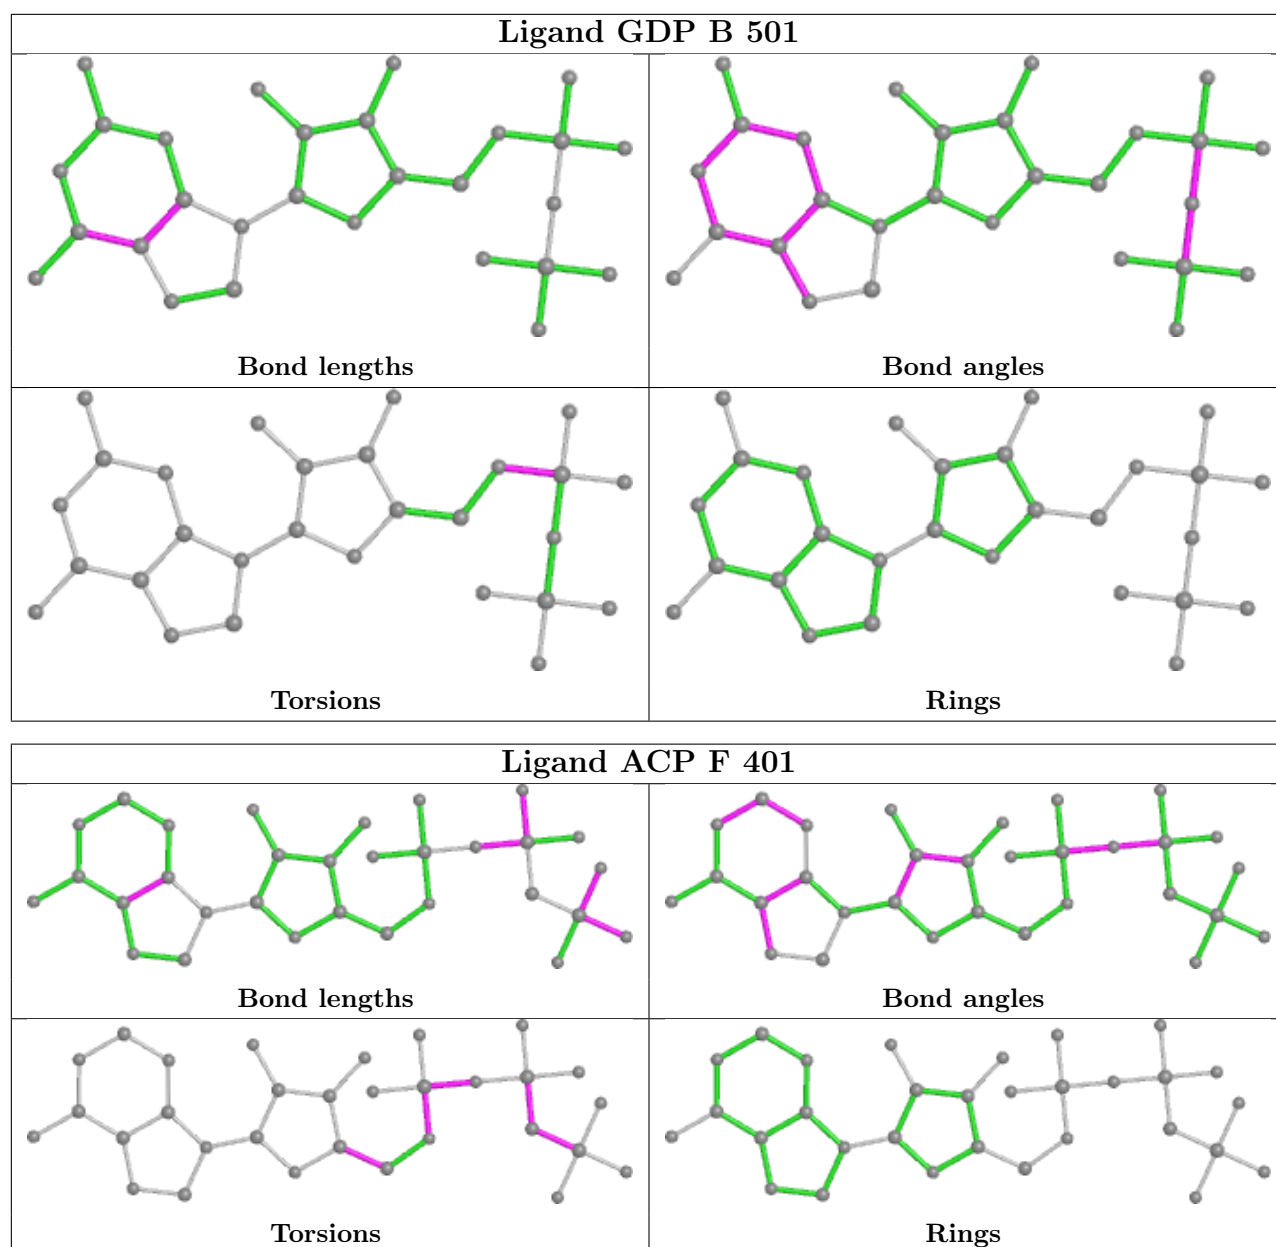 Ligand GDP B 501
Bond lengths
Bond angles
Torsions
Rings
Ligand ACP F 401
Bond lengths
Bond angles
Torsions
Rings